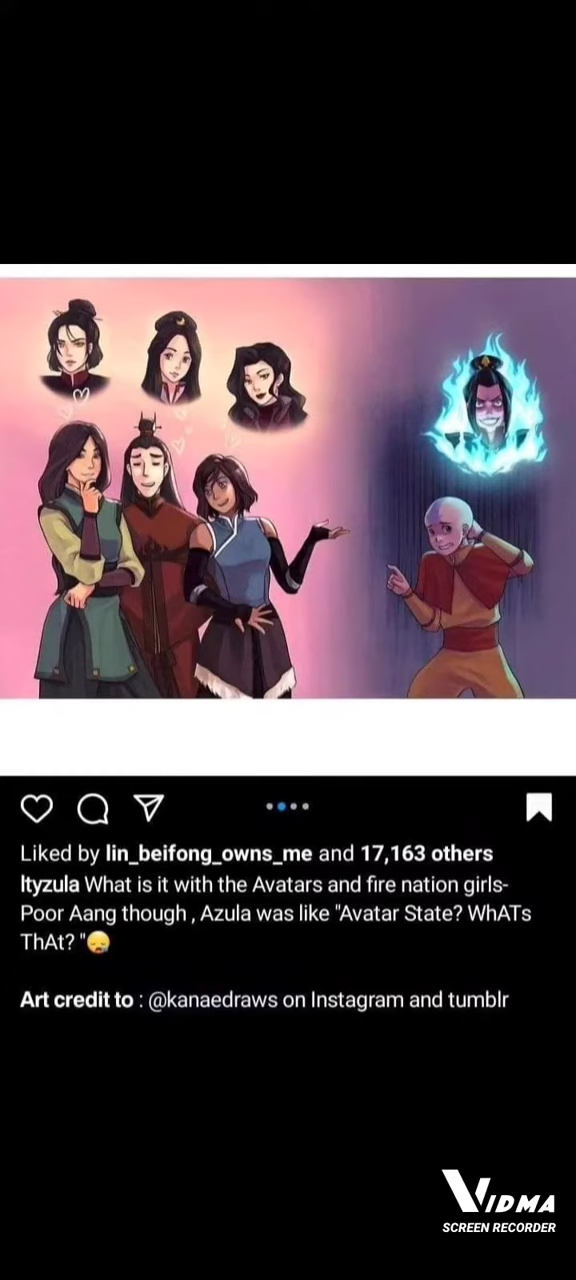 Liked by lin_beifong_owns_me and 17,163 others
ltyzula What is it with the Avatars and fire nation girls-
Poor Aang though , Azula was like "Avatar State? WhATs
ThAt? "😪
Art credit to : @kanaedraws on Instagram and tumblr
VIDMA
SCREEN RECORDER